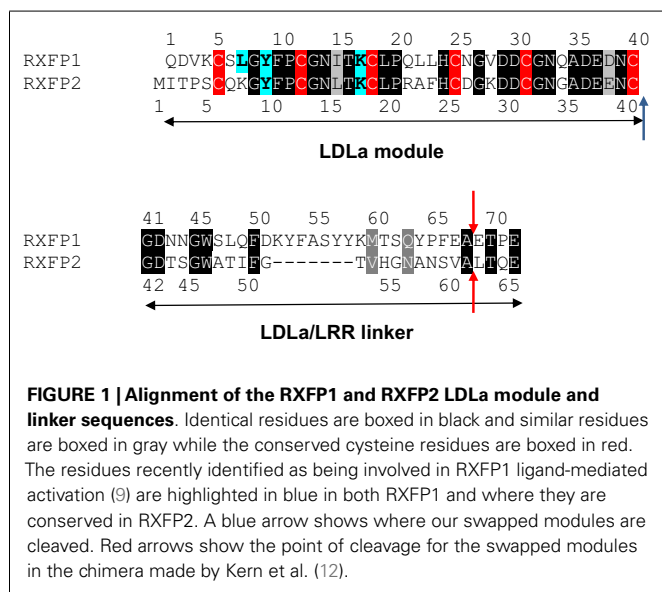 1 5 10 15 20 25 30 35 40
RXFP1 QDVKCSLGYFPCGNITKCLPQLLHCNGVDDCGNQADEDNC
RXFP2 MITPSCQKGYFPCGNLTKCLPRAFHCDGKDDCGNGADEENC
1 5 10 15 20 25 30 35 40
LDLa module
41 45 50 55 60 65 70
RXFP1 GDNNGWSLQFDKYFASYYKMTSQYPFEAETPE
RXFP2 GDTSGWATIFG-------TVHGNANSVALTQE
42 45 50 55 60 65
LDLa/LRR linker
FIGURE 1 | Alignment of the RXFP1 and RXFP2 LDLa module and
linker sequences. Identical residues are boxed in black and similar residues
are boxed in gray while the conserved cysteine residues are boxed in red.
The residues recently identified as being involved in RXFP1 ligand-mediated
activation (9) are highlighted in blue in both RXFP1 and where they are
conserved in RXFP2. A blue arrow shows where our swapped modules are
cleaved. Red arrows show the point of cleavage for the swapped modules
in the chimera made by Kern et al. (12).